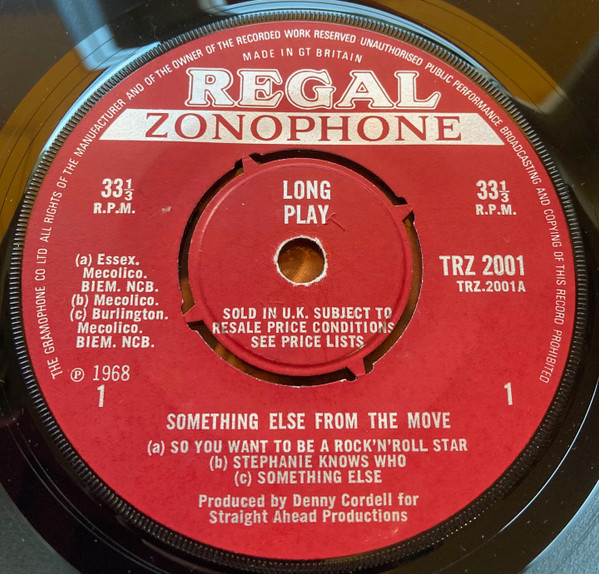 THE GRAMOPHONE CO LTD ALL RIGHTS OF THE MANUFACTURER AND OF THE OWNER OF THE RECORDED WORK RESERVED UNAUTHORISED PUBLIC PERFORMANCE BROADCASTING AND COPYING OF THIS RECORD PROHIBITED
MADE IN GT BRITAIN
REGAL
ZONOPHONE
33⅓
R.P.M.
LONG
PLAY
33⅓
R.P.M.
(a) Essex.
Mecolico.
BIEM. NCB.
(b) Mecolico.
(c) Burlington.
Mecolico.
BIEM. NCB.
TRZ 2001
TRZ.2001A
SOLD IN U.K. SUBJECT TO
RESALE PRICE CONDITIONS
SEE PRICE LISTS
℗ 1968
1
1
SOMETHING ELSE FROM THE MOVE
(a) SO YOU WANT TO BE A ROCK'N'ROLL STAR
(b) STEPHANIE KNOWS WHO
(c) SOMETHING ELSE
Produced by Denny Cordell for
Straight Ahead Productions